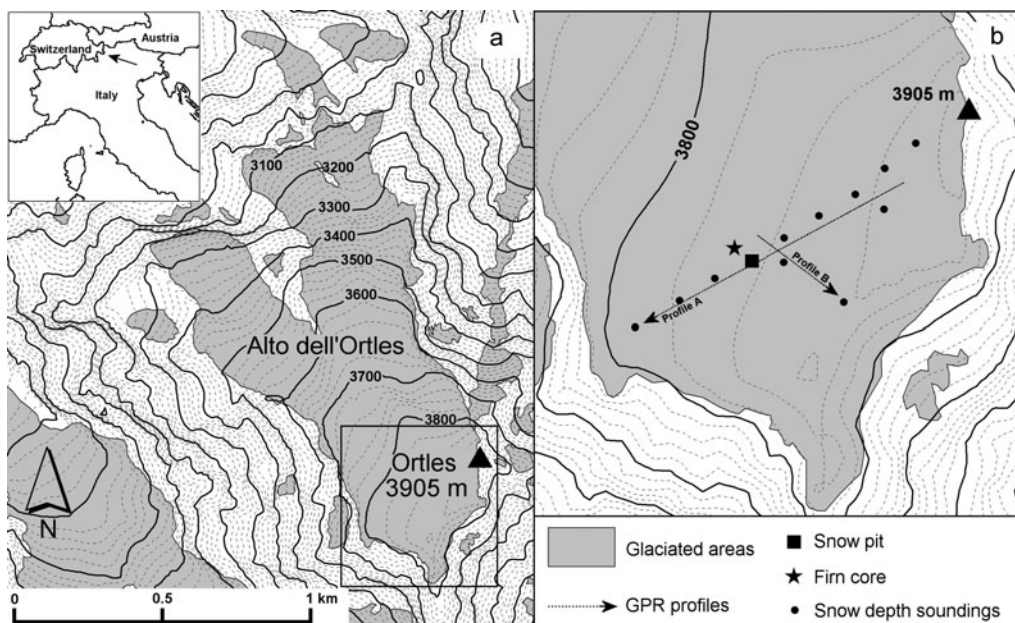 Switzerland
Austria
Italy
a
3100
3200
3300
3400
3500
3600
Alto dell'Ortles
3700
3800
Ortles
3905 m
N
0 0.5 1 km
b
3905 m
3800
Profile B
Profile A
Glaciated areas
GPR profiles
Snow pit
Firn core
Snow depth soundings